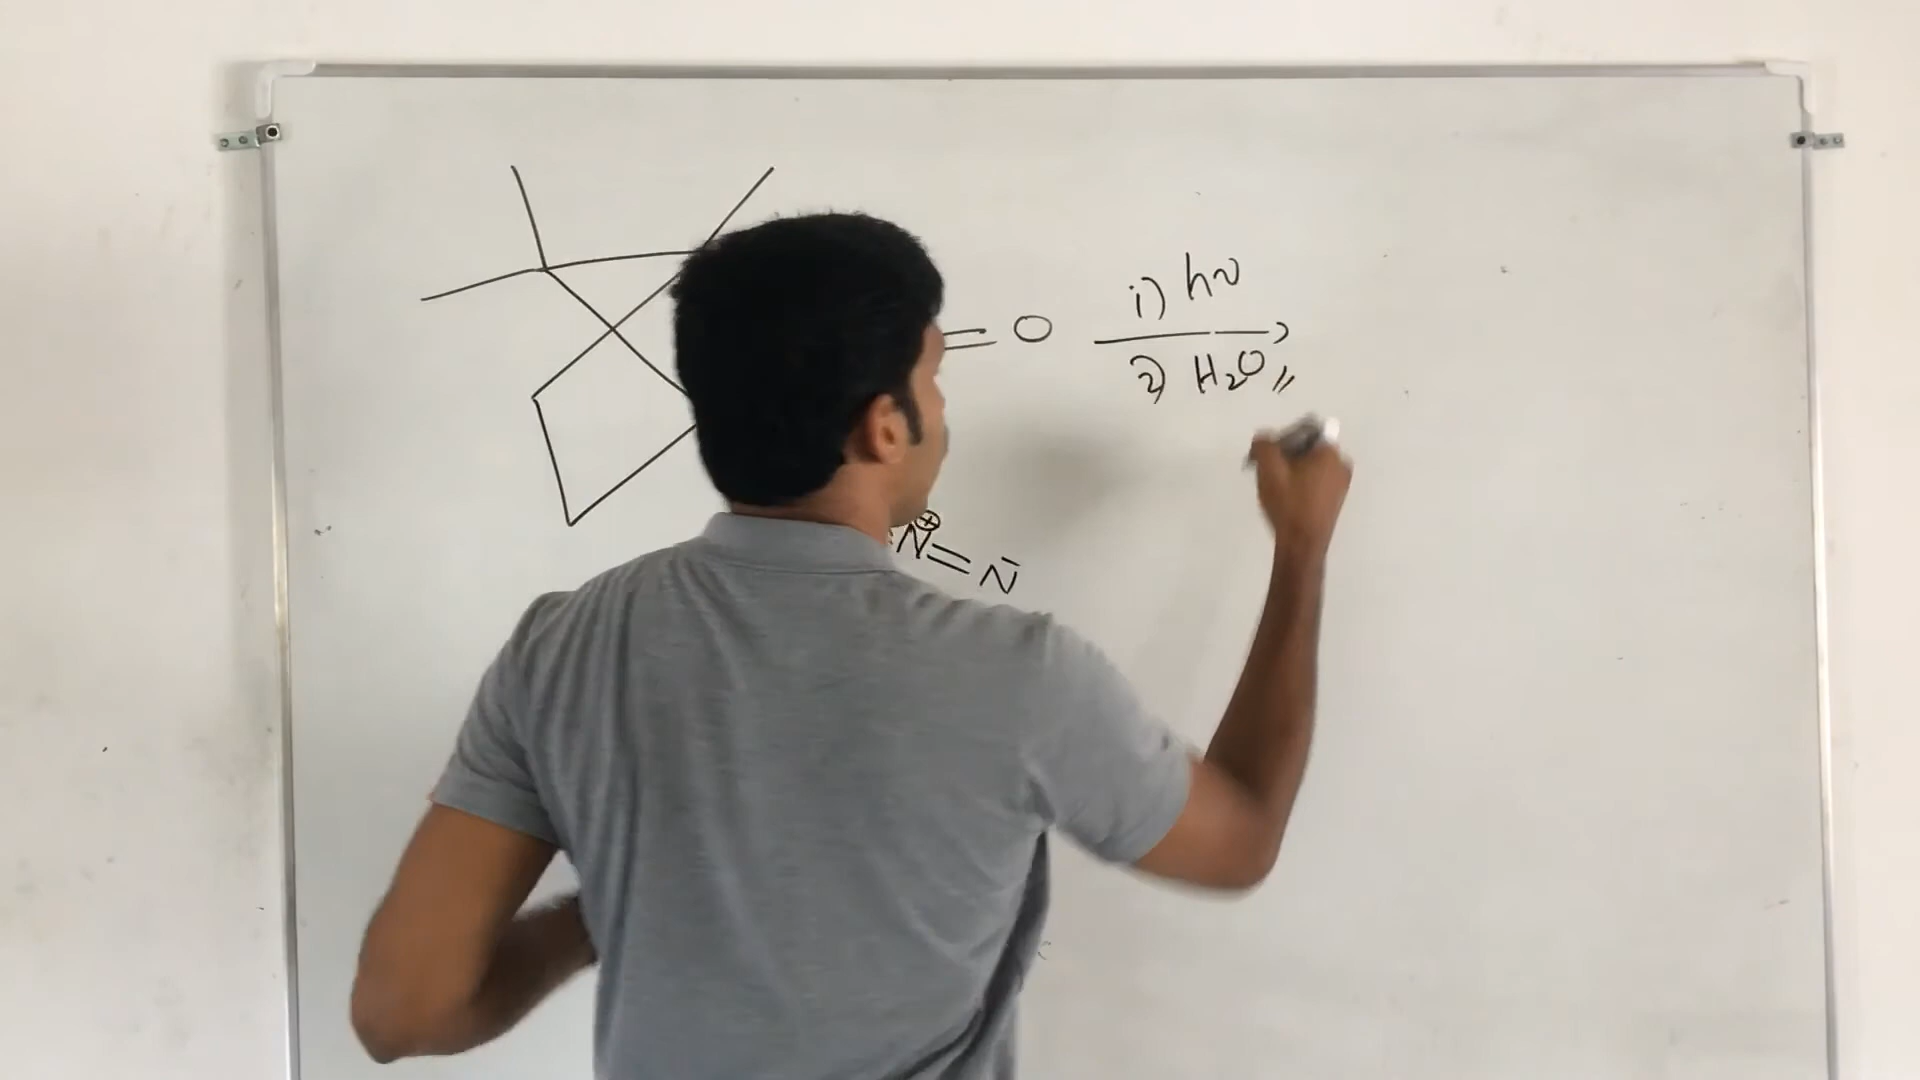 i) hν
= O
2) H₂O,,
N⊕ = N̄